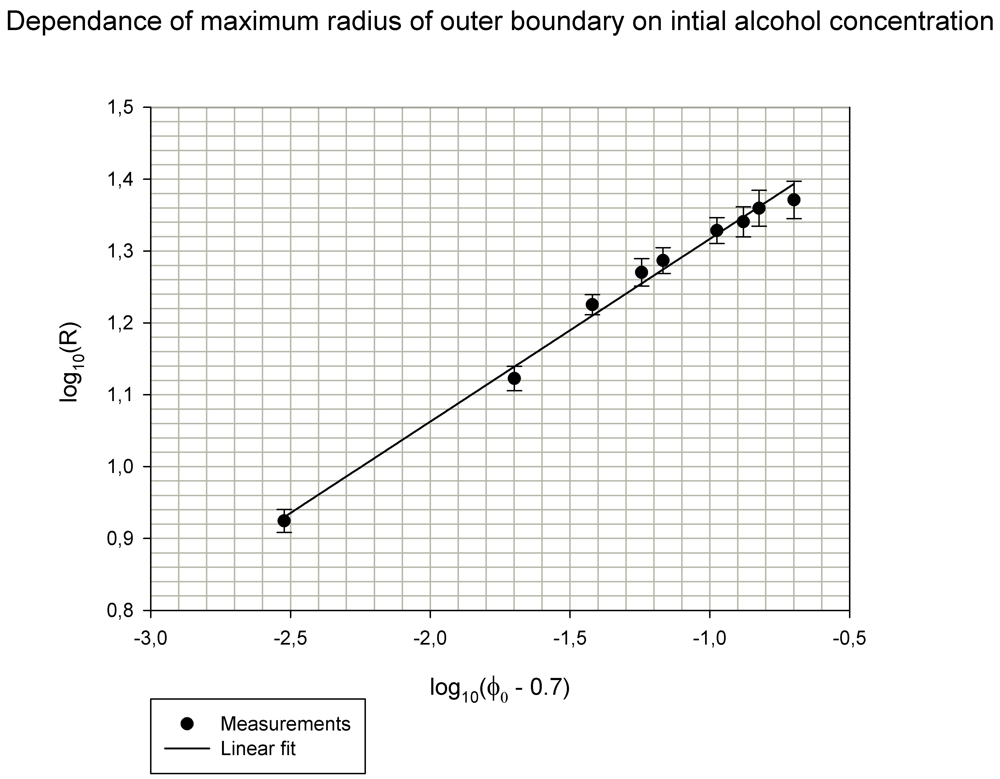 Dependance of maximum radius of outer boundary on intial alcohol concentration
1,5
1,4
1,3
1,2
1,1
1,0
0,9
0,8
log₁₀(R)
-3,0 -2,5 -2,0 -1,5 -1,0 -0,5
log₁₀(ϕ₀ - 0.7)
Measurements
Linear fit